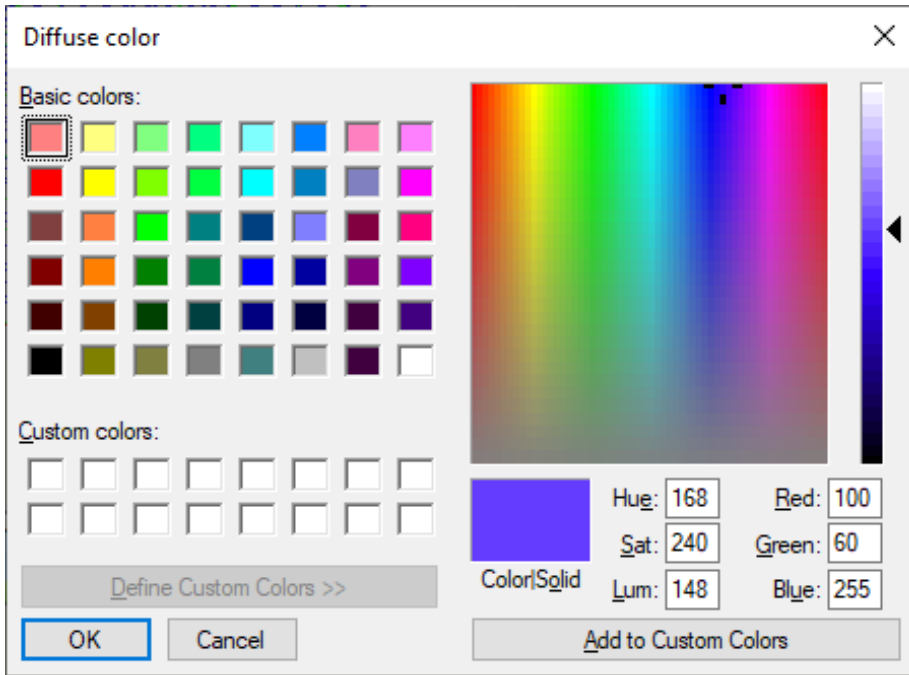 Diffuse color
Basic colors:
Custom colors:
Define Custom Colors >>
OK Cancel
Color|Solid
Hue: 168 Red: 100
Sat: 240 Green: 60
Lum: 148 Blue: 255
Add to Custom Colors